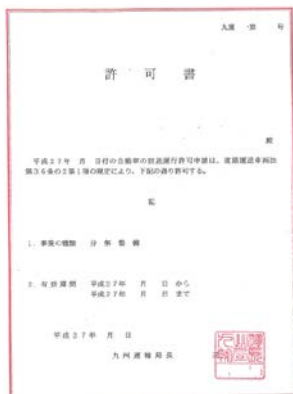 九運 第 号
許可書
殿
平成27年 月 日付の自動車の回送運行許可申請は、道路運送車両法
第36条の2第1項の規定により、下記の通り許可する。
記
1. 事業の種類 分解整備
2. 有効期間 平成27年 月 日から
平成27年 月 日まで
平成27年 月 日
九州運輸局長